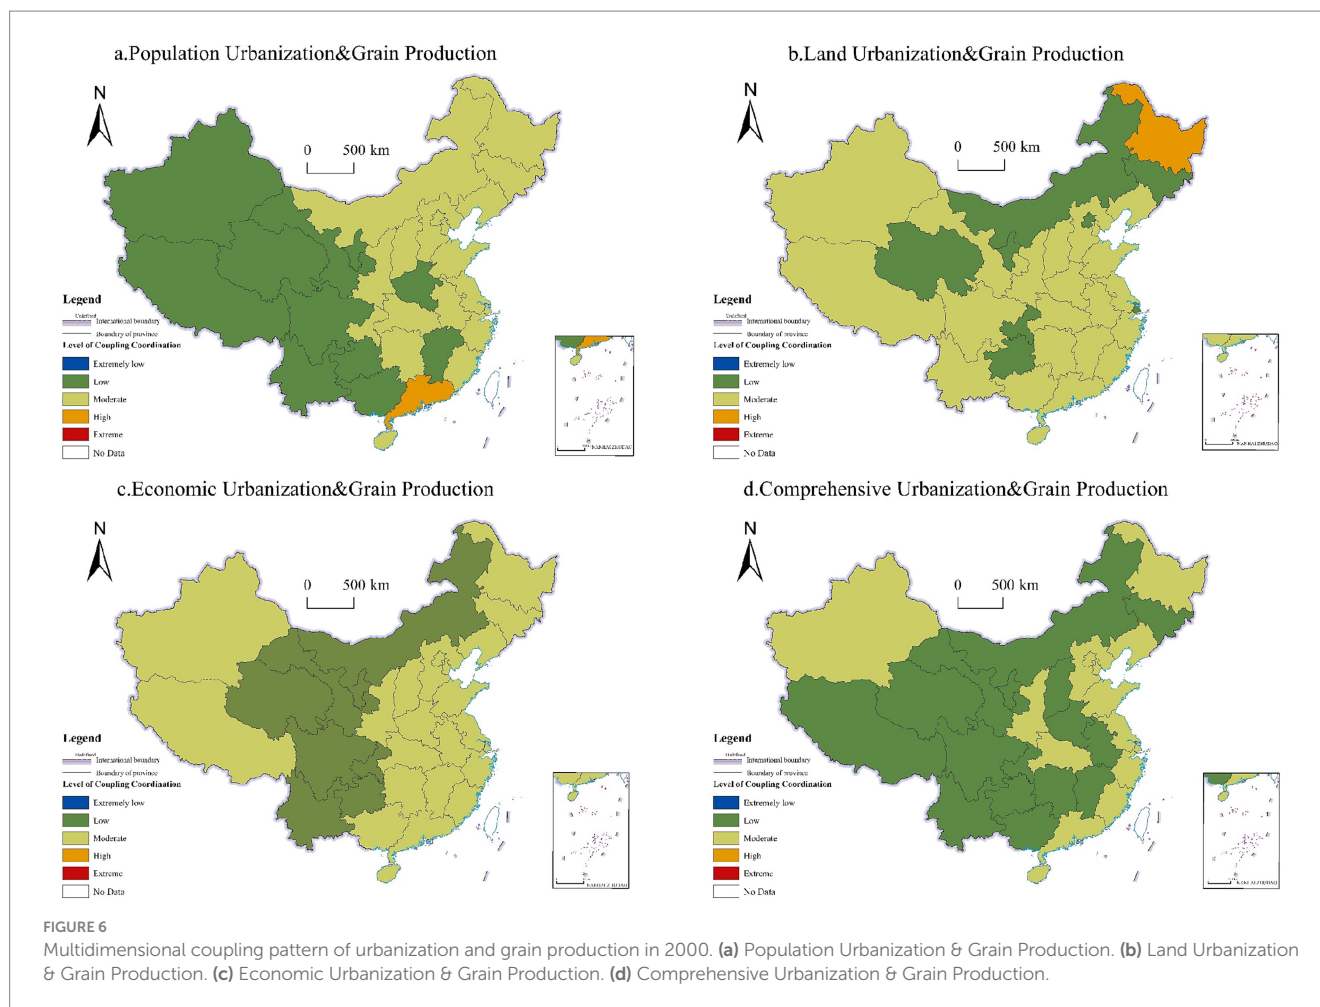 a.Population Urbanization&Grain Production
N
0 500 km
Legend
International boundary
Boundary of province
Level of Coupling Coordination
Extremely low
Low
Moderate
High
Extreme
No Data
NANHAIZHUDAO
b.Land Urbanization&Grain Production
N
0 500 km
Legend
International boundary
Boundary of province
Level of Coupling Coordination
Extremely low
Low
Moderate
High
Extreme
No Data
NANHAIZHUDAO
c.Economic Urbanization&Grain Production
N
0 500 km
Legend
International boundary
Boundary of province
Level of Coupling Coordination
Extremely low
Low
Moderate
High
Extreme
No Data
NANHAIZHUDAO
d.Comprehensive Urbanization&Grain Production
N
0 500 km
Legend
International boundary
Boundary of province
Level of Coupling Coordination
Extremely low
Low
Moderate
High
Extreme
No Data
NANHAIZHUDAO
FIGURE 6
Multidimensional coupling pattern of urbanization and grain production in 2000. (a) Population Urbanization & Grain Production. (b) Land Urbanization
& Grain Production. (c) Economic Urbanization & Grain Production. (d) Comprehensive Urbanization & Grain Production.